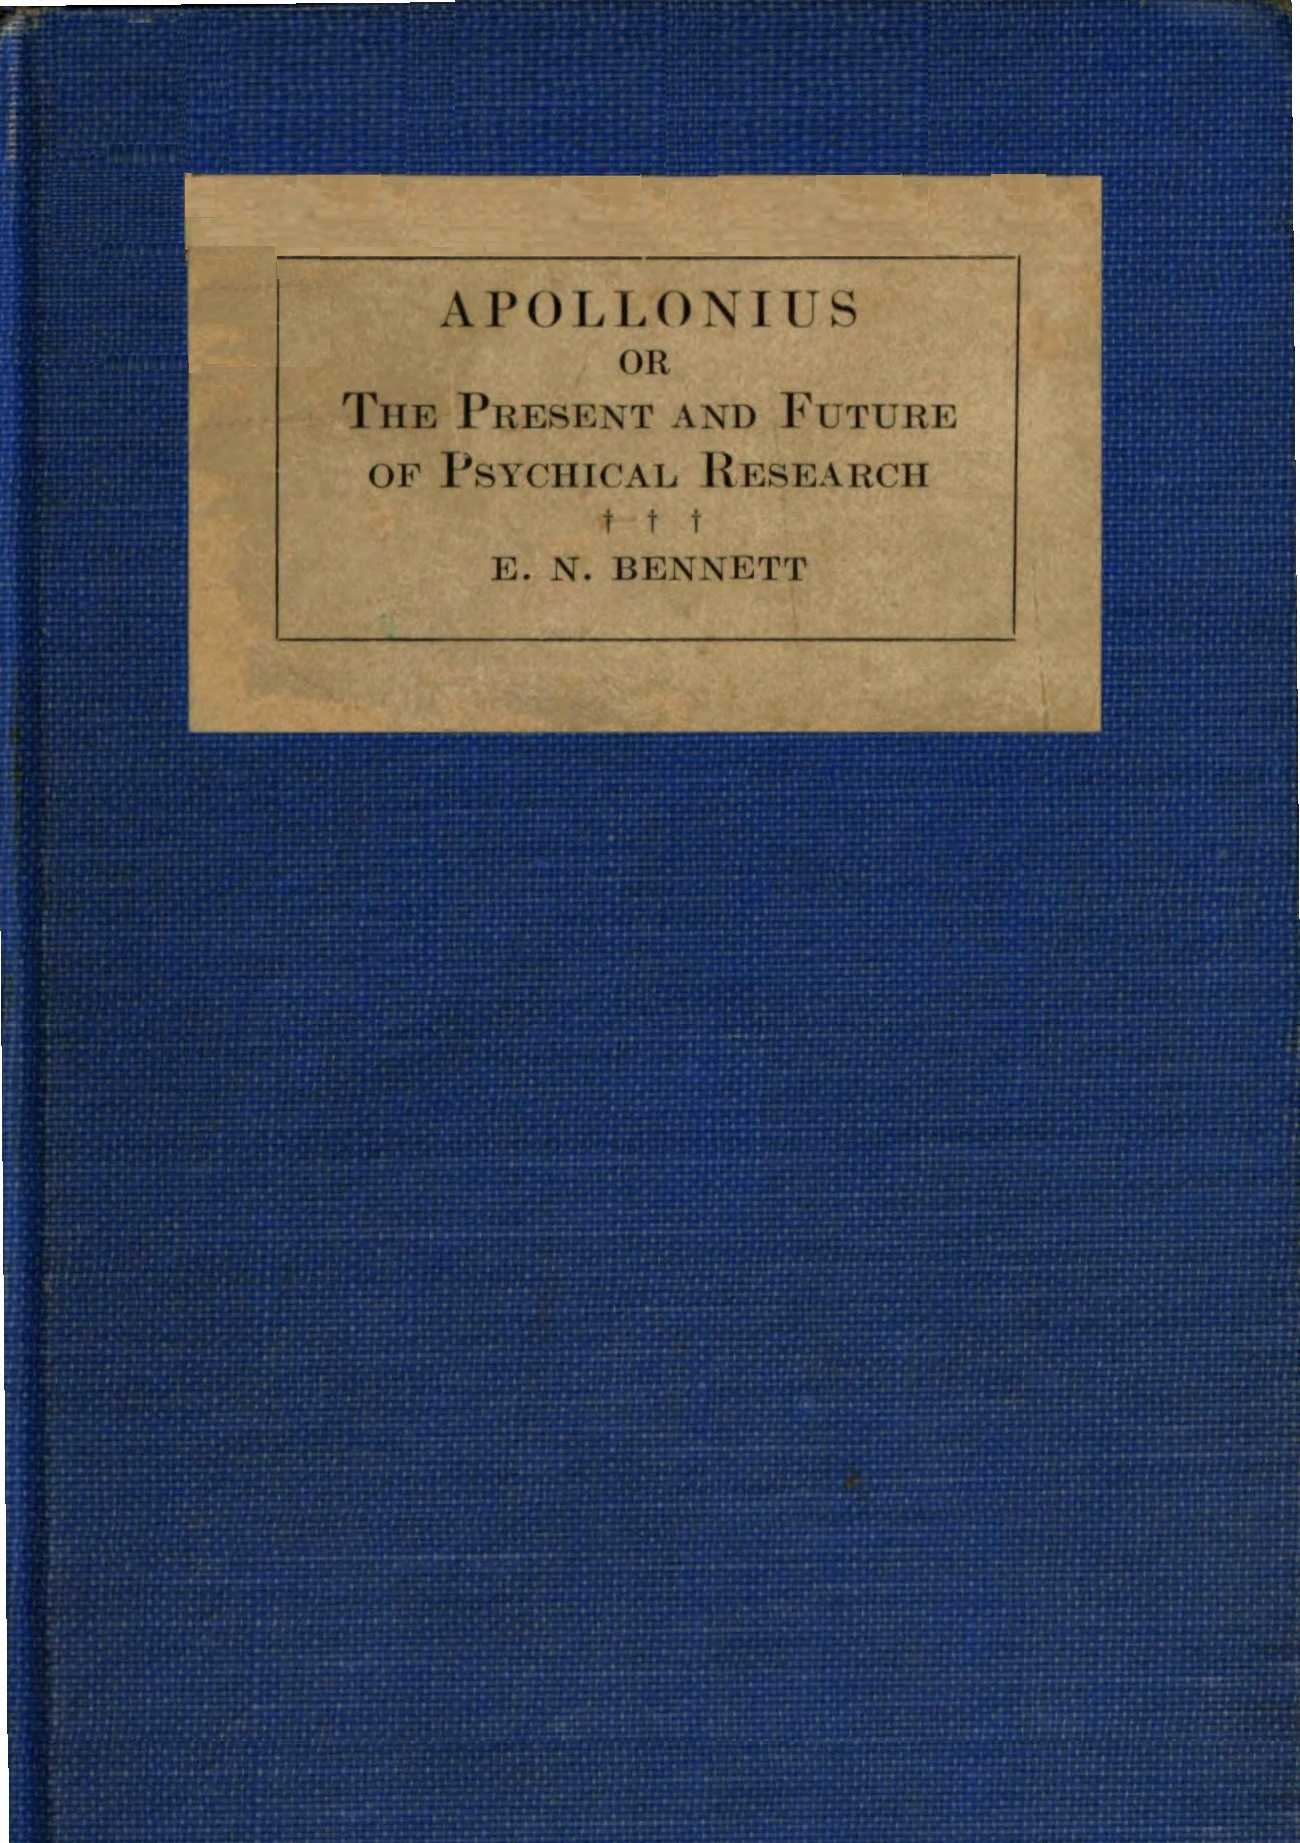 APOLLONIUS
OR
THE PRESENT AND FUTURE
OF PSYCHICAL RESEARCH
† † †
E. N. BENNETT